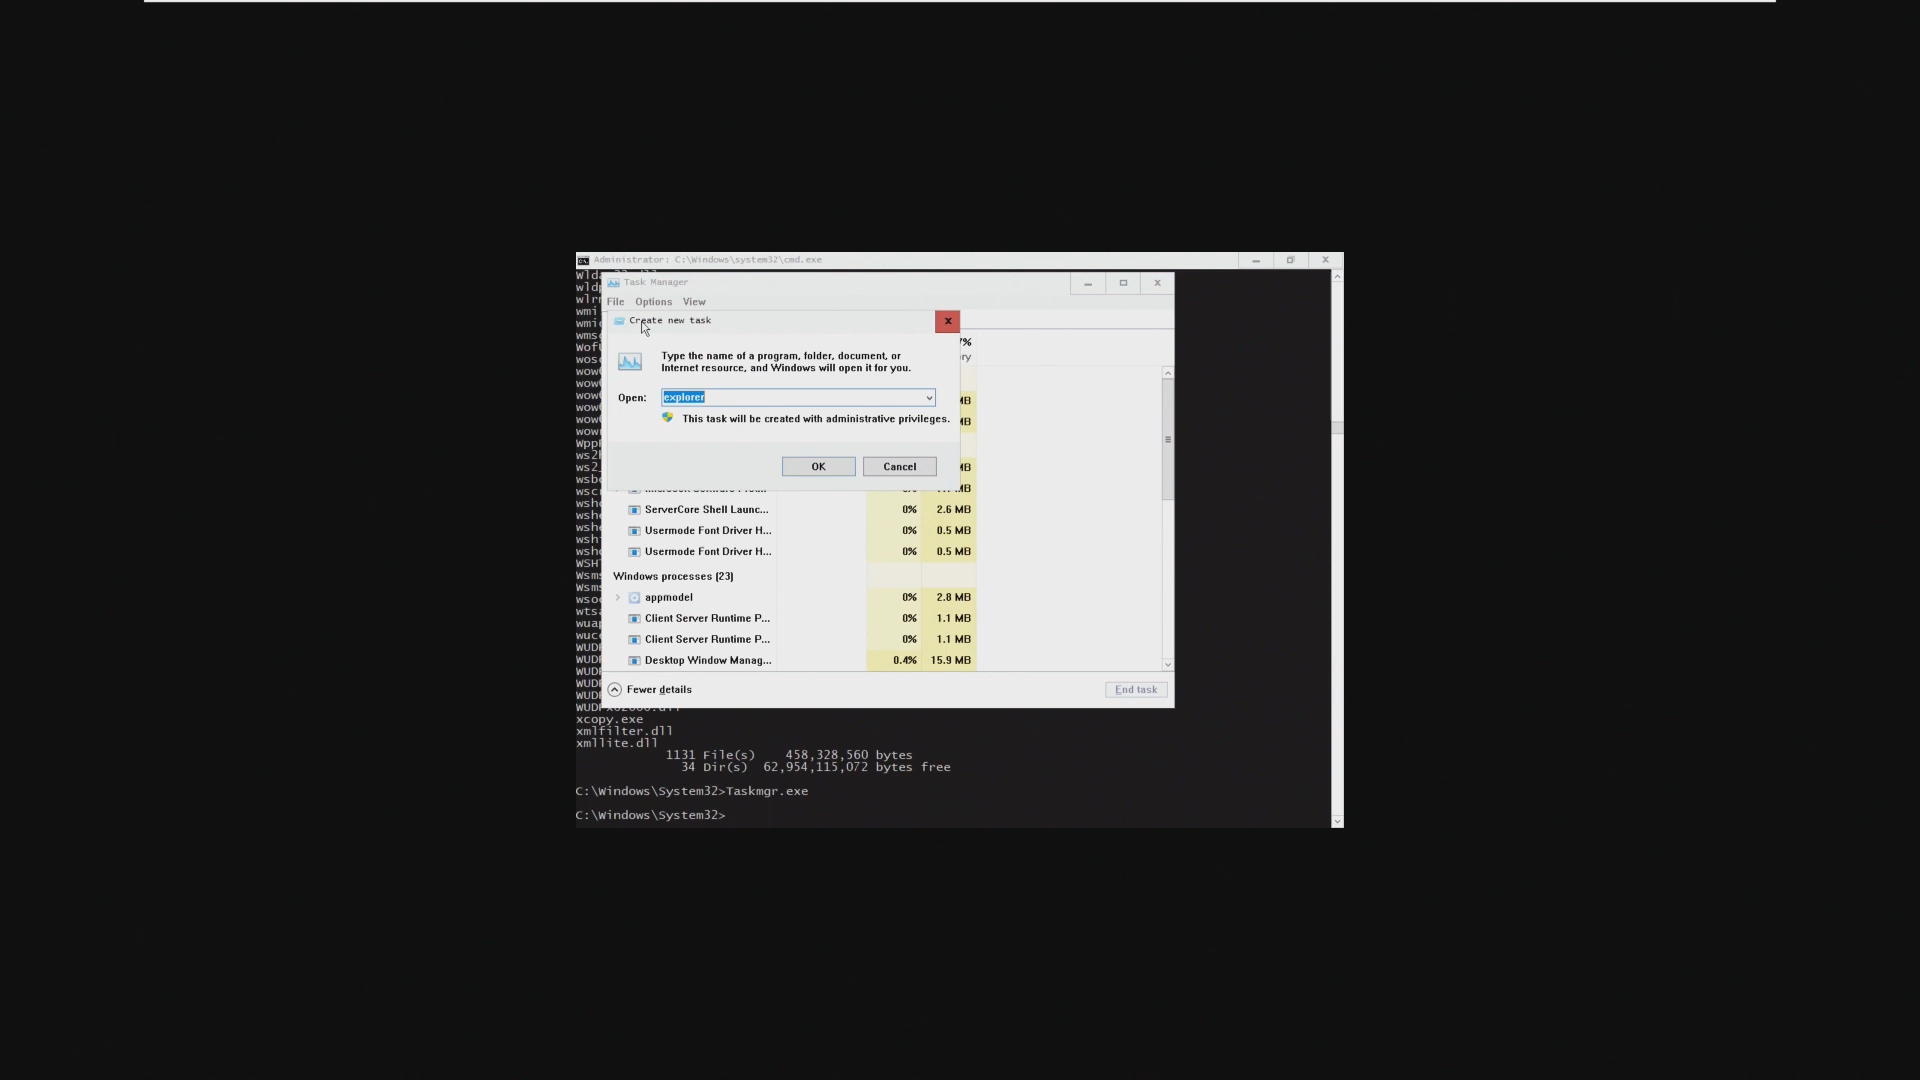 Administrator: C:\Windows\system32\cmd.exe
Task Manager
File Options View
Create new task
Type the name of a program, folder, document, or
Internet resource, and Windows will open it for you.
Open: explorer
This task will be created with administrative privileges.
OK Cancel
ServerCore Shell Launc... 0% 2.6 MB
Usermode Font Driver H... 0% 0.5 MB
Usermode Font Driver H... 0% 0.5 MB
Windows processes (23)
appmodel 0% 2.8 MB
Client Server Runtime P... 0% 1.1 MB
Client Server Runtime P... 0% 1.1 MB
Desktop Window Manag... 0.4% 15.9 MB
Fewer details End task
xcopy.exe
xmlfilter.dll
xmllite.dll
1131 File(s) 458,328,560 bytes
34 Dir(s) 62,954,115,072 bytes free
C:\Windows\System32>Taskmgr.exe
C:\Windows\System32>